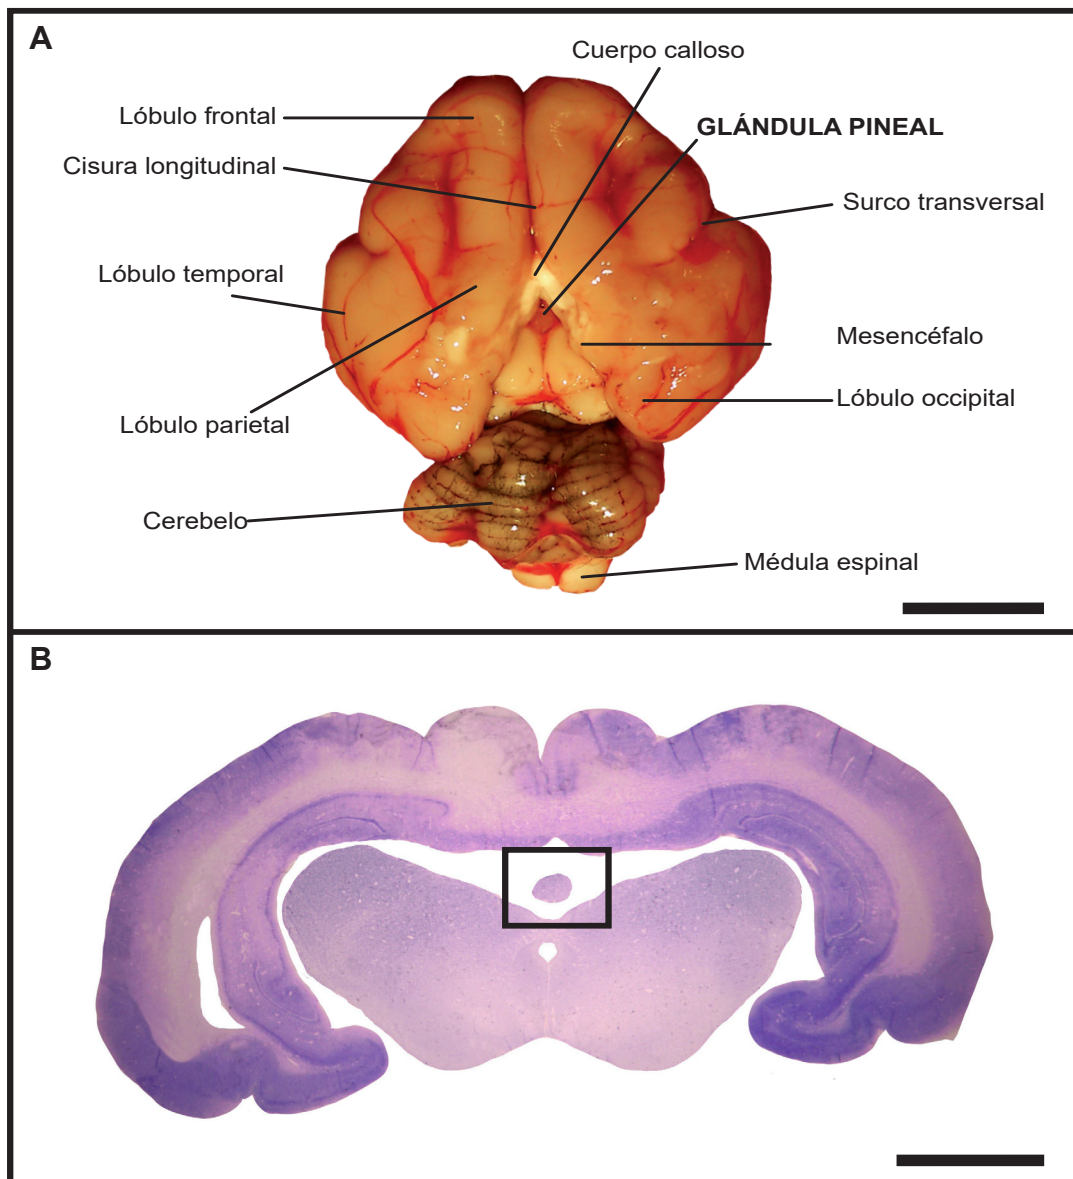 A
Cuerpo calloso
Lóbulo frontal
GLÁNDULA PINEAL
Cisura longitudinal
Surco transversal
Lóbulo temporal
Mesencéfalo
Lóbulo occipital
Lóbulo parietal
Cerebelo
Médula espinal
B